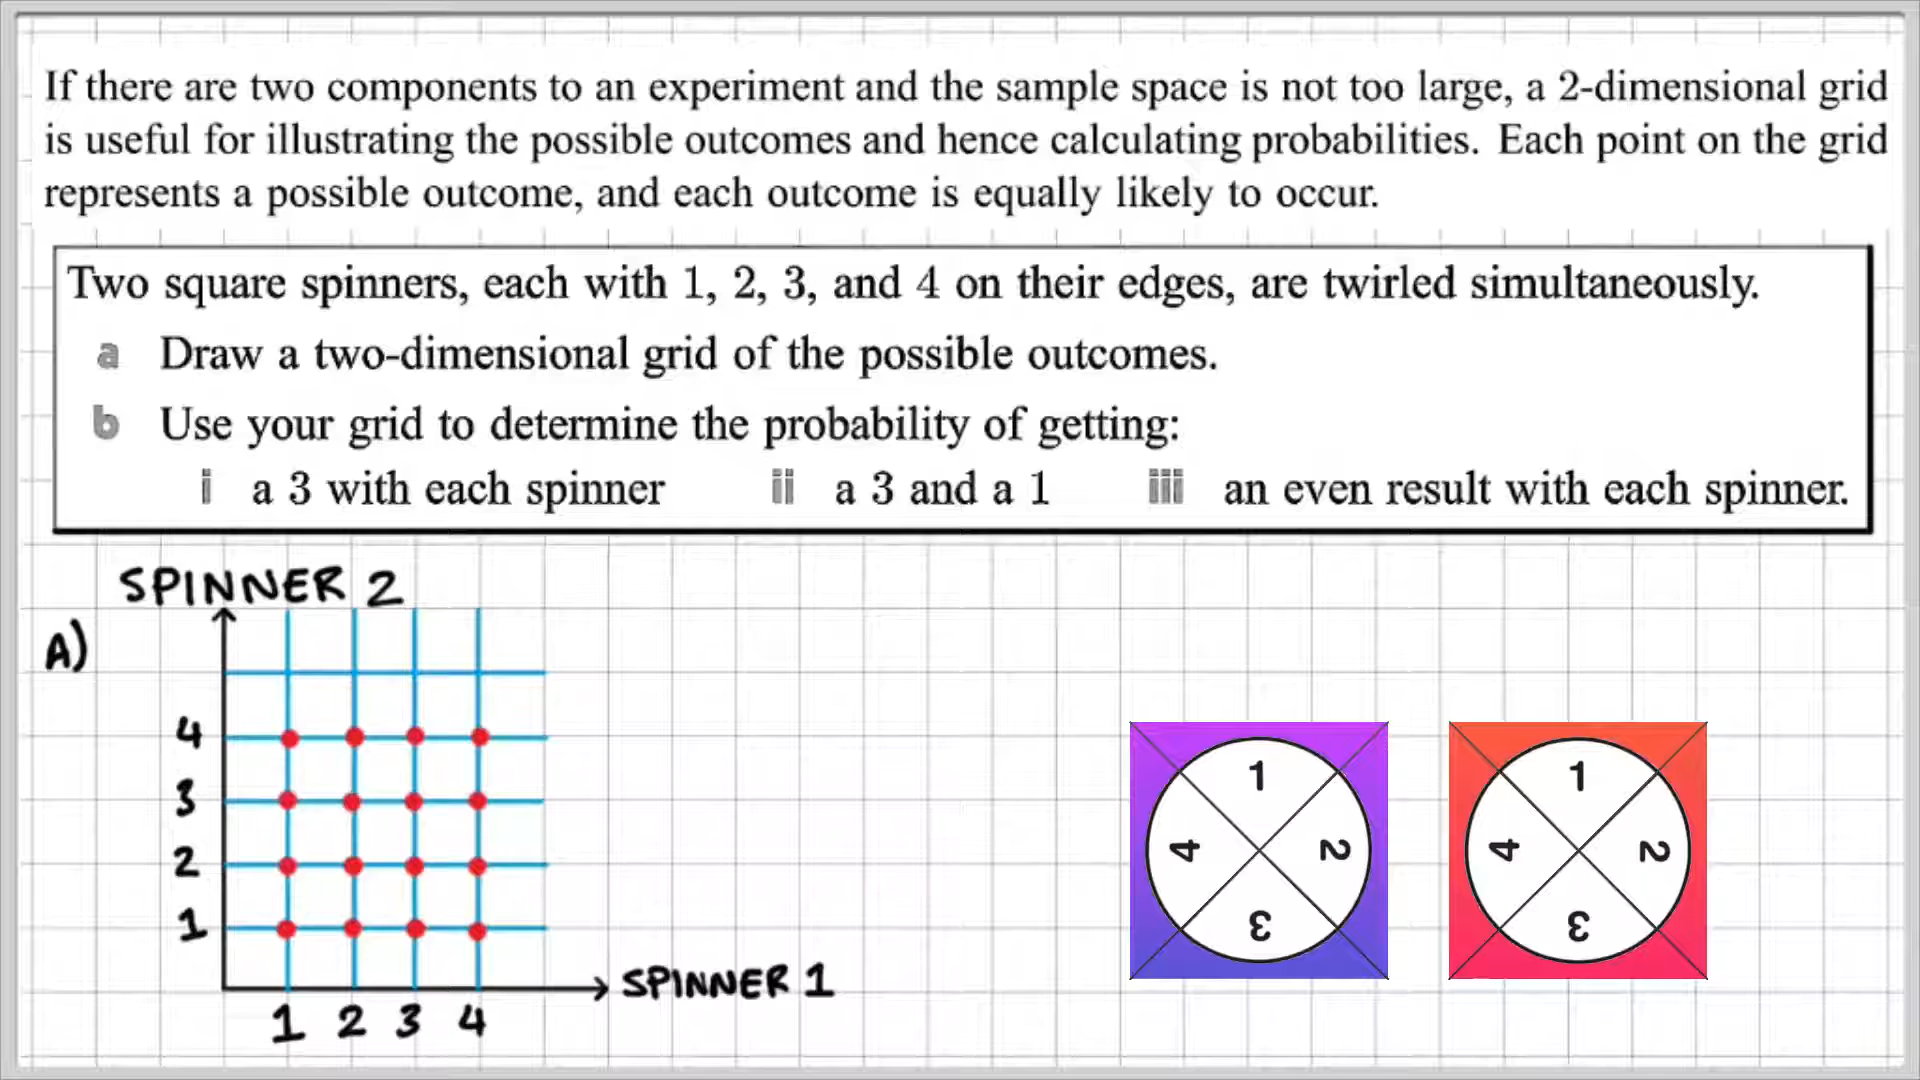 If there are two components to an experiment and the sample space is not too large, a 2-dimensional grid
is useful for illustrating the possible outcomes and hence calculating probabilities. Each point on the grid
represents a possible outcome, and each outcome is equally likely to occur.
Two square spinners, each with 1, 2, 3, and 4 on their edges, are twirled simultaneously.
a Draw a two-dimensional grid of the possible outcomes.
b Use your grid to determine the probability of getting:
i a 3 with each spinner ii a 3 and a 1 iii an even result with each spinner.
SPINNER 2
A)
4
3
2
1
SPINNER 1
1 2 3 4
1
4 2
3
1
4 2
3